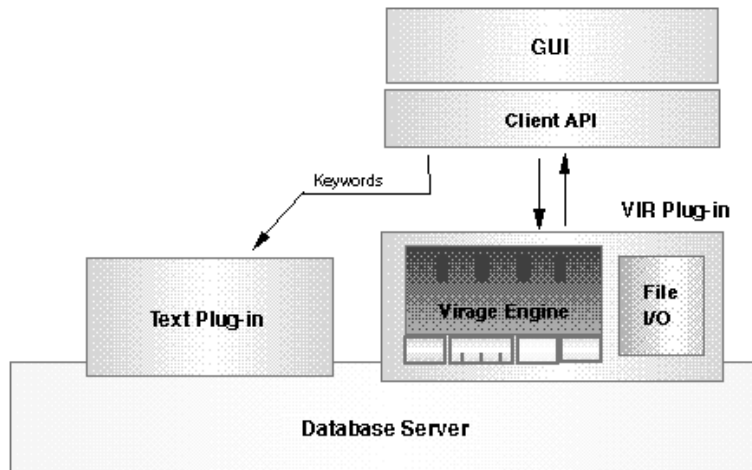 GUI
Client API
Keywords
VIR Plug-in
Text Plug-in
Virage Engine
File
I/O
Database Server